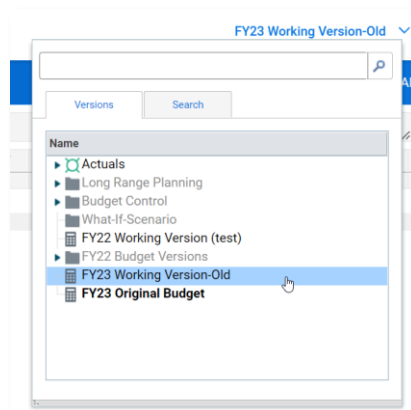 FY23 Working Version-Old
Versions
Search
Name
Actuals
Long Range Planning
Budget Control
What-If-Scenario
FY22 Working Version (test)
FY22 Budget Versions
FY23 Working Version-Old
FY23 Original Budget